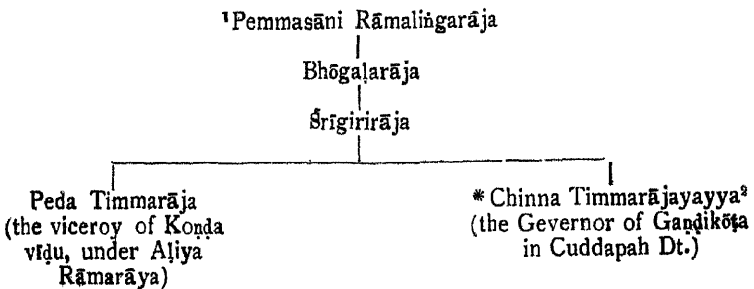 ¹Pemmasāni Rāmaliṅgarāja
Bhōgaḷarāja
Śrīgirirāja
Peda Timmarāja
(the viceroy of Koṇḍa
vīḍu, under Aḷiya
Rāmarāya)
* Chinna Timmarājayayya²
(the Gevernor of Gaṇḍikōṭa
in Cuddapah Dt.)